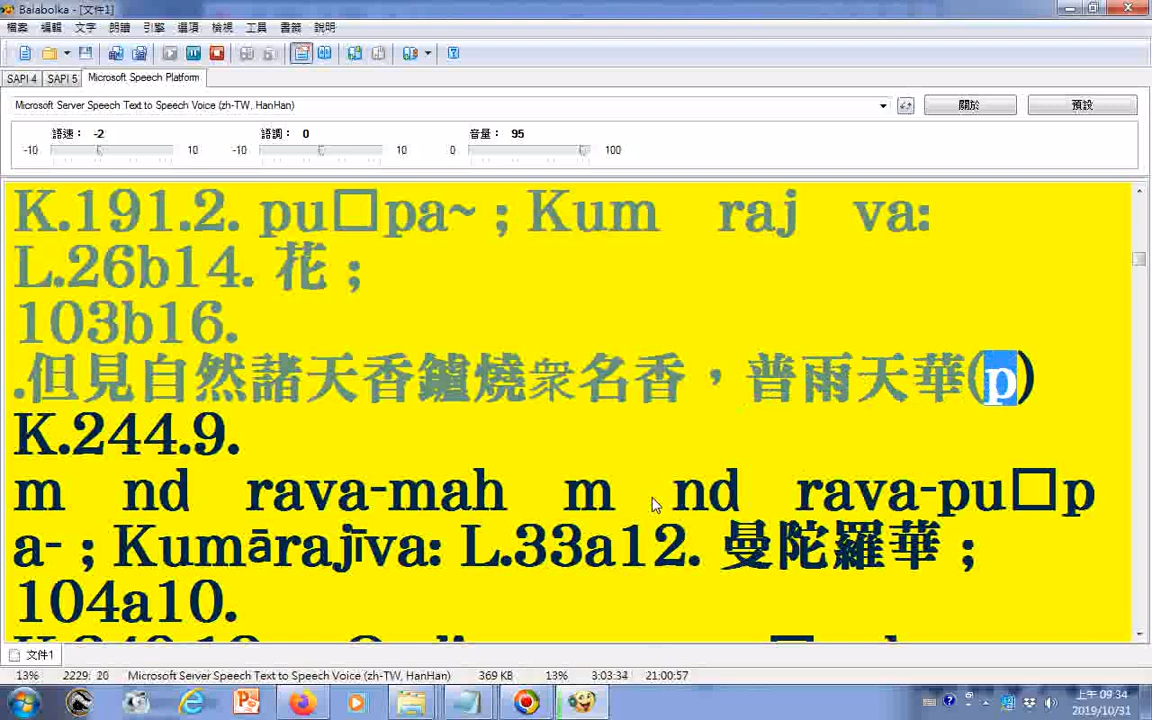 Balabolka - [文件1]
檔案 編輯 文字 朗讀 引擎 選項 檢視 工具 書籤 說明
SAPI 4 SAPI 5 Microsoft Speech Platform
Microsoft Server Speech Text to Speech Voice (zh-TW, HanHan) 關於 預設
語速： -2 語調： 0 音量： 95
-10 10 -10 10 0 100
K.191.2. pu□pa~ ; Kum　raj　va:
L.26b14. 花 ;
103b16.
.但見自然諸天香鑪燒衆名香，普雨天華(p)
K.244.9.
m　nd　rava-mah　m　nd　rava-pu□p
a- ; Kumārajīva: L.33a12. 曼陀羅華 ;
104a10.
文件1
13% 2229, 20 Microsoft Server Speech Text to Speech Voice (zh-TW, HanHan) 369 KB 13% 3:03:34 21:00:57
上午 09:34
2019/10/31